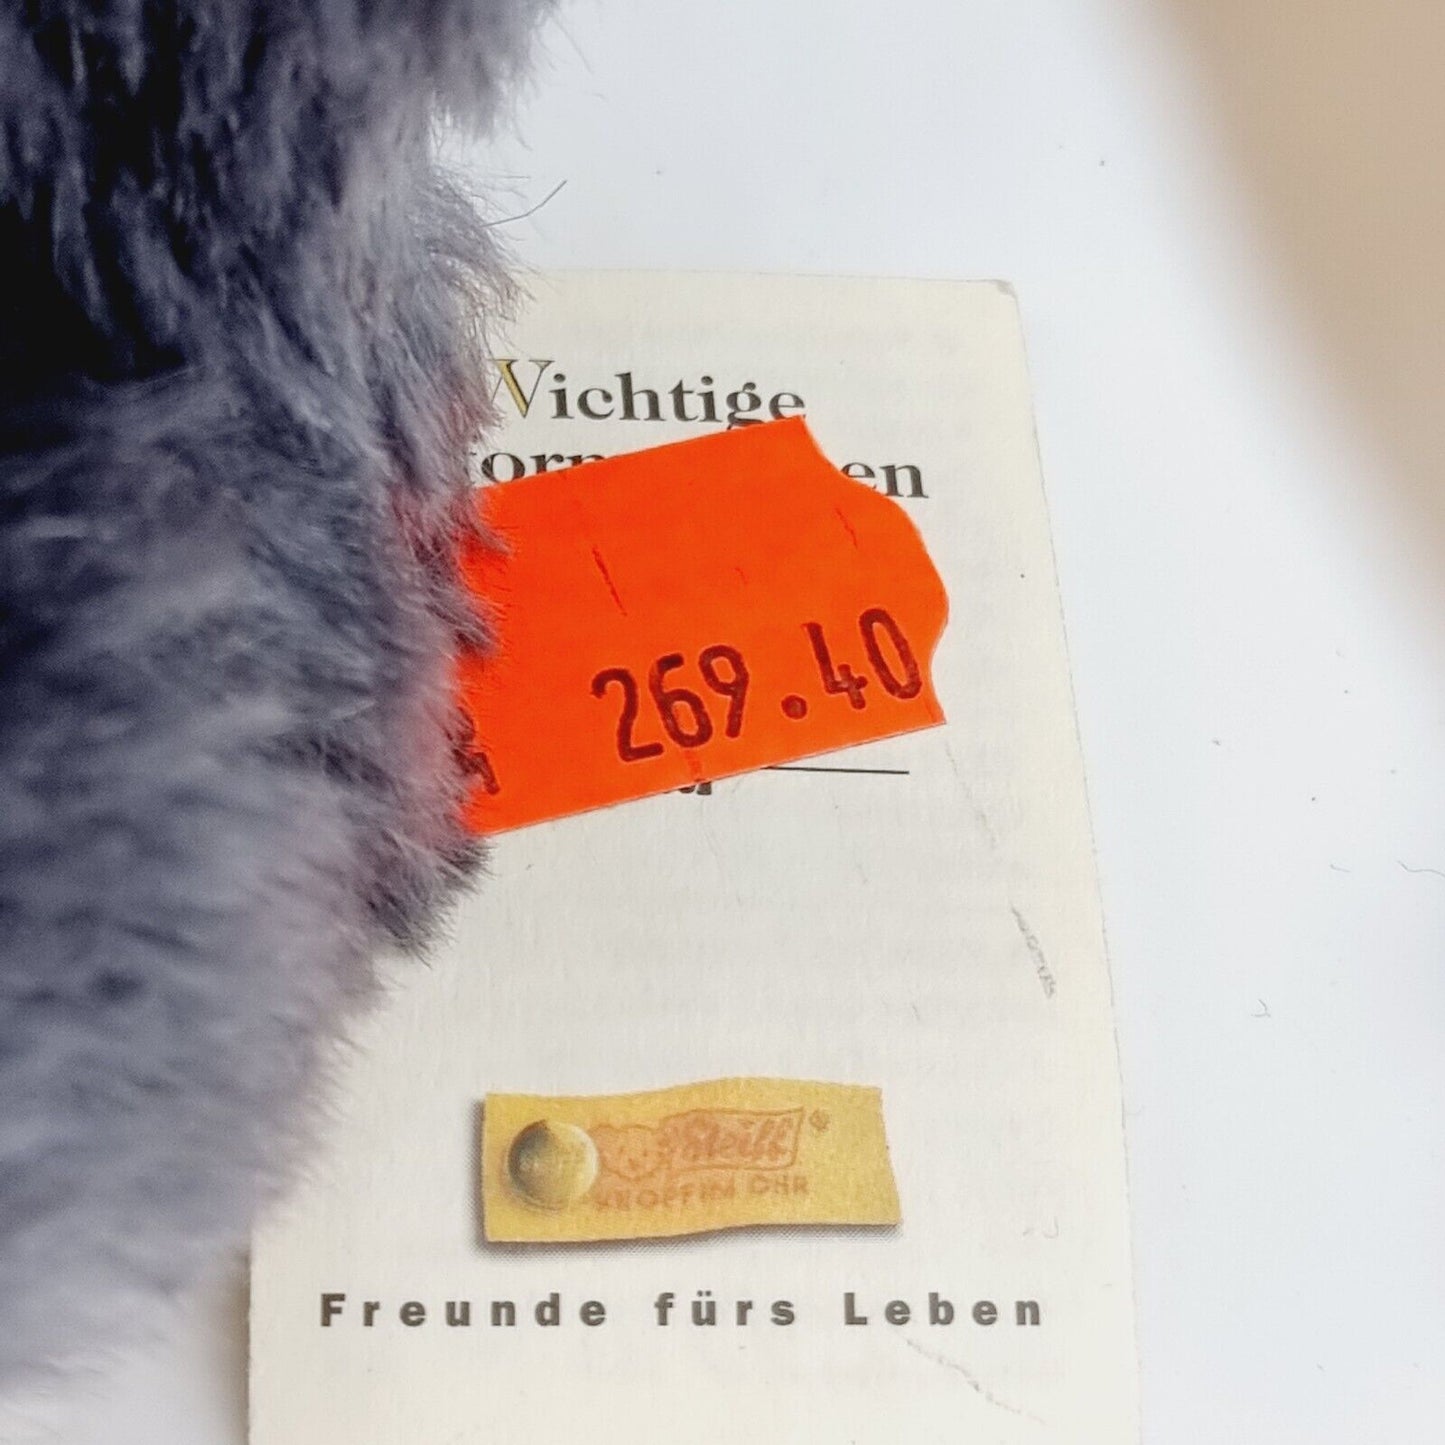 Wichtige
269.40
Steiff ®
KNOPF IM OHR
Freunde fürs Leben